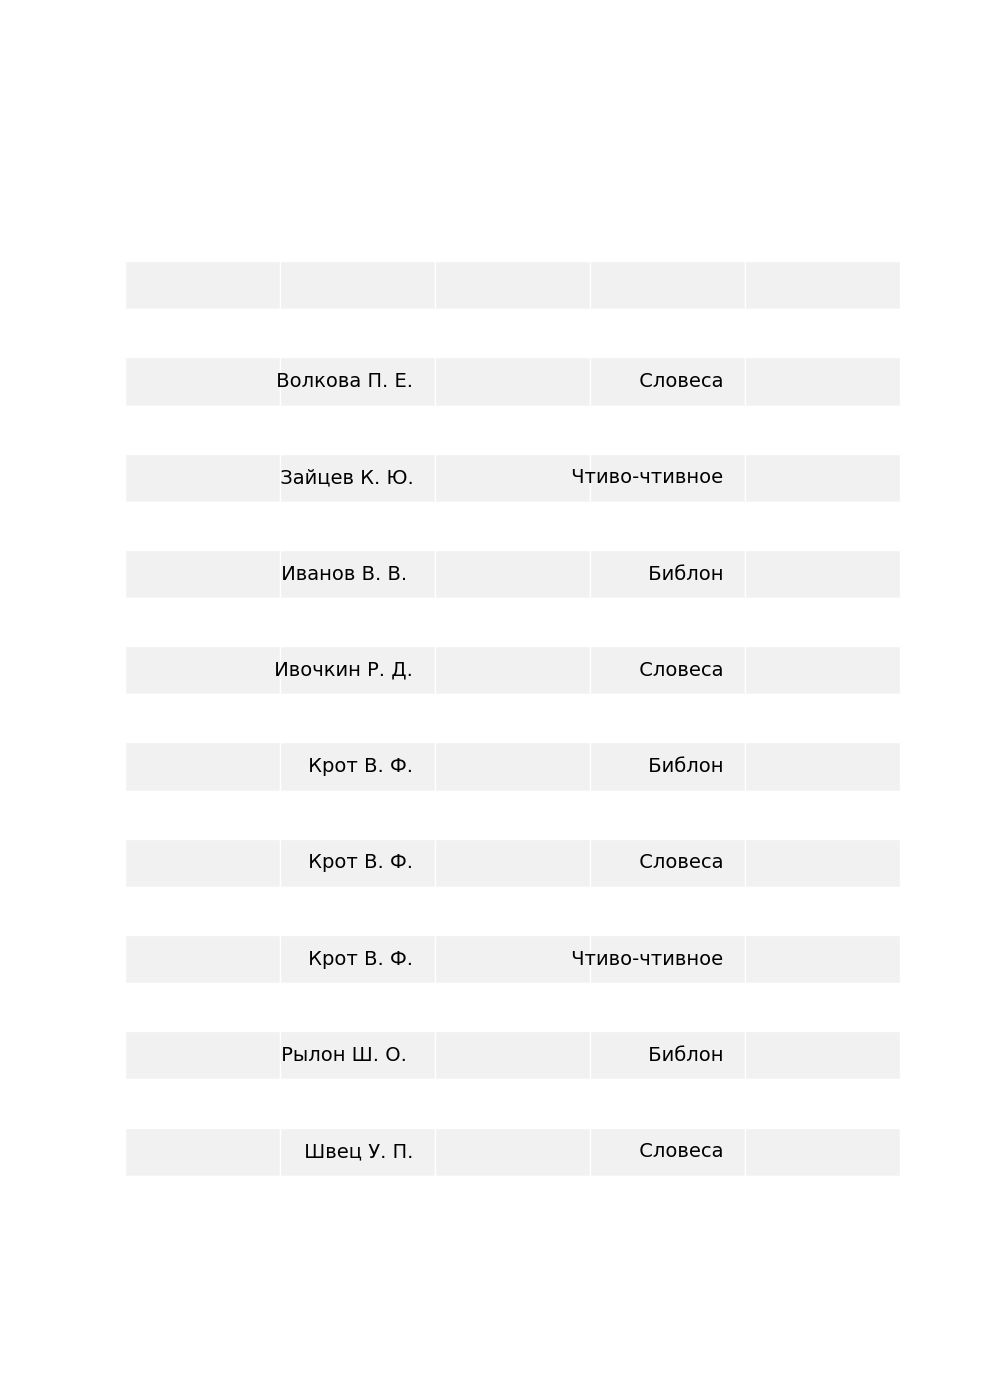 Волкова П. Е. Словеса
Зайцев К. Ю. Чтиво-чтивное
Иванов В. В. Библон
Ивочкин Р. Д. Словеса
Крот В. Ф. Библон
Крот В. Ф. Словеса
Крот В. Ф. Чтиво-чтивное
Рылон Ш. О. Библон
Швец У. П. Словеса